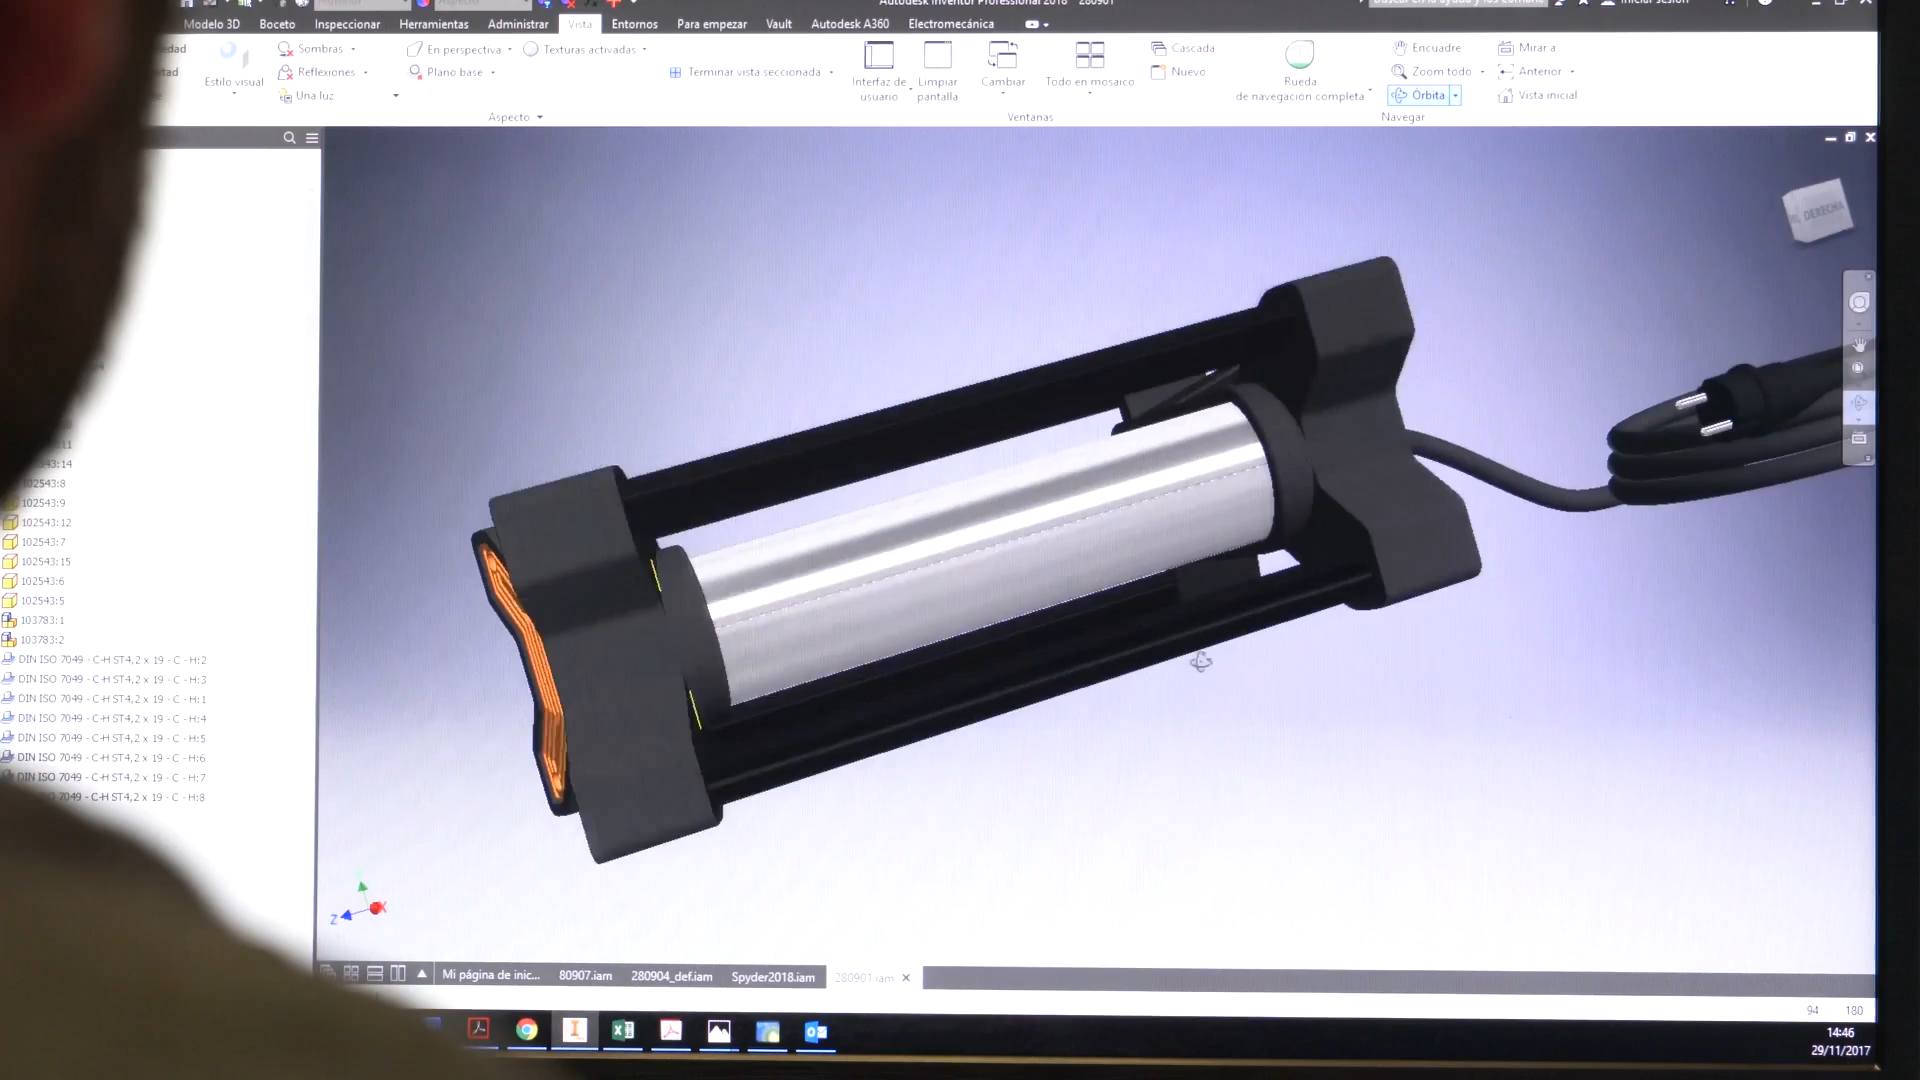 Autodesk Inventor Professional 2018 280901
Modelo 3D Boceto Inspeccionar Herramientas Administrar Vista Entornos Para empezar Vault Autodesk A360 Electromecánica
Sombras En perspectiva Texturas activadas
Reflexiones Plano base
Una luz
Estilo visual
Aspecto
Terminar vista seccionada
Interfaz de usuario
Limpiar pantalla
Cambiar
Todo en mosaico
Cascada
Nuevo
Ventanas
Rueda
de navegación completa
Encuadre Mirar a
Zoom todo Anterior
Órbita Vista inicial
Navegar
DERECHA
102543:8
102543:9
102543:12
102543:7
102543:15
102543:6
102543:5
103783:1
103783:2
DIN ISO 7049 - C-H ST4,2 x 19 - C - H:2
DIN ISO 7049 - C-H ST4,2 x 19 - C - H:3
DIN ISO 7049 - C-H ST4,2 x 19 - C - H:1
DIN ISO 7049 - C-H ST4,2 x 19 - C - H:4
DIN ISO 7049 - C-H ST4,2 x 19 - C - H:5
DIN ISO 7049 - C-H ST4,2 x 19 - C - H:6
DIN ISO 7049 - C-H ST4,2 x 19 - C - H:7
7049 - C-H ST4,2 x 19 - C - H:8
Z X
Mi página de inic... 80907.iam 280904_def.iam Spyder2018.iam 280901.iam
94 180
14:46
29/11/2017